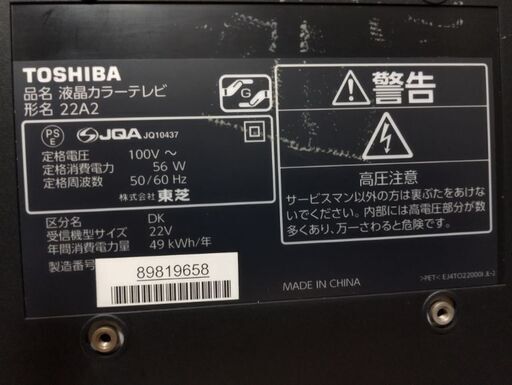 TOSHIBA
品名 液晶カラーテレビ
形名 22A2
G
PS
E
JQA JQ10437
定格電圧 100V～
定格消費電力 56 W
定格周波数 50/60 Hz
株式会社 東芝
区分名 DK
受信機型サイズ 22V
年間消費電力量 49 kWh/年
製造番号 89819658
警告
高圧注意
サービスマン以外の方は裏ぶたをあけな
いでください。内部には高電圧部分が数
多くあり、万一さわると危険です。
MADE IN CHINA
>PET<